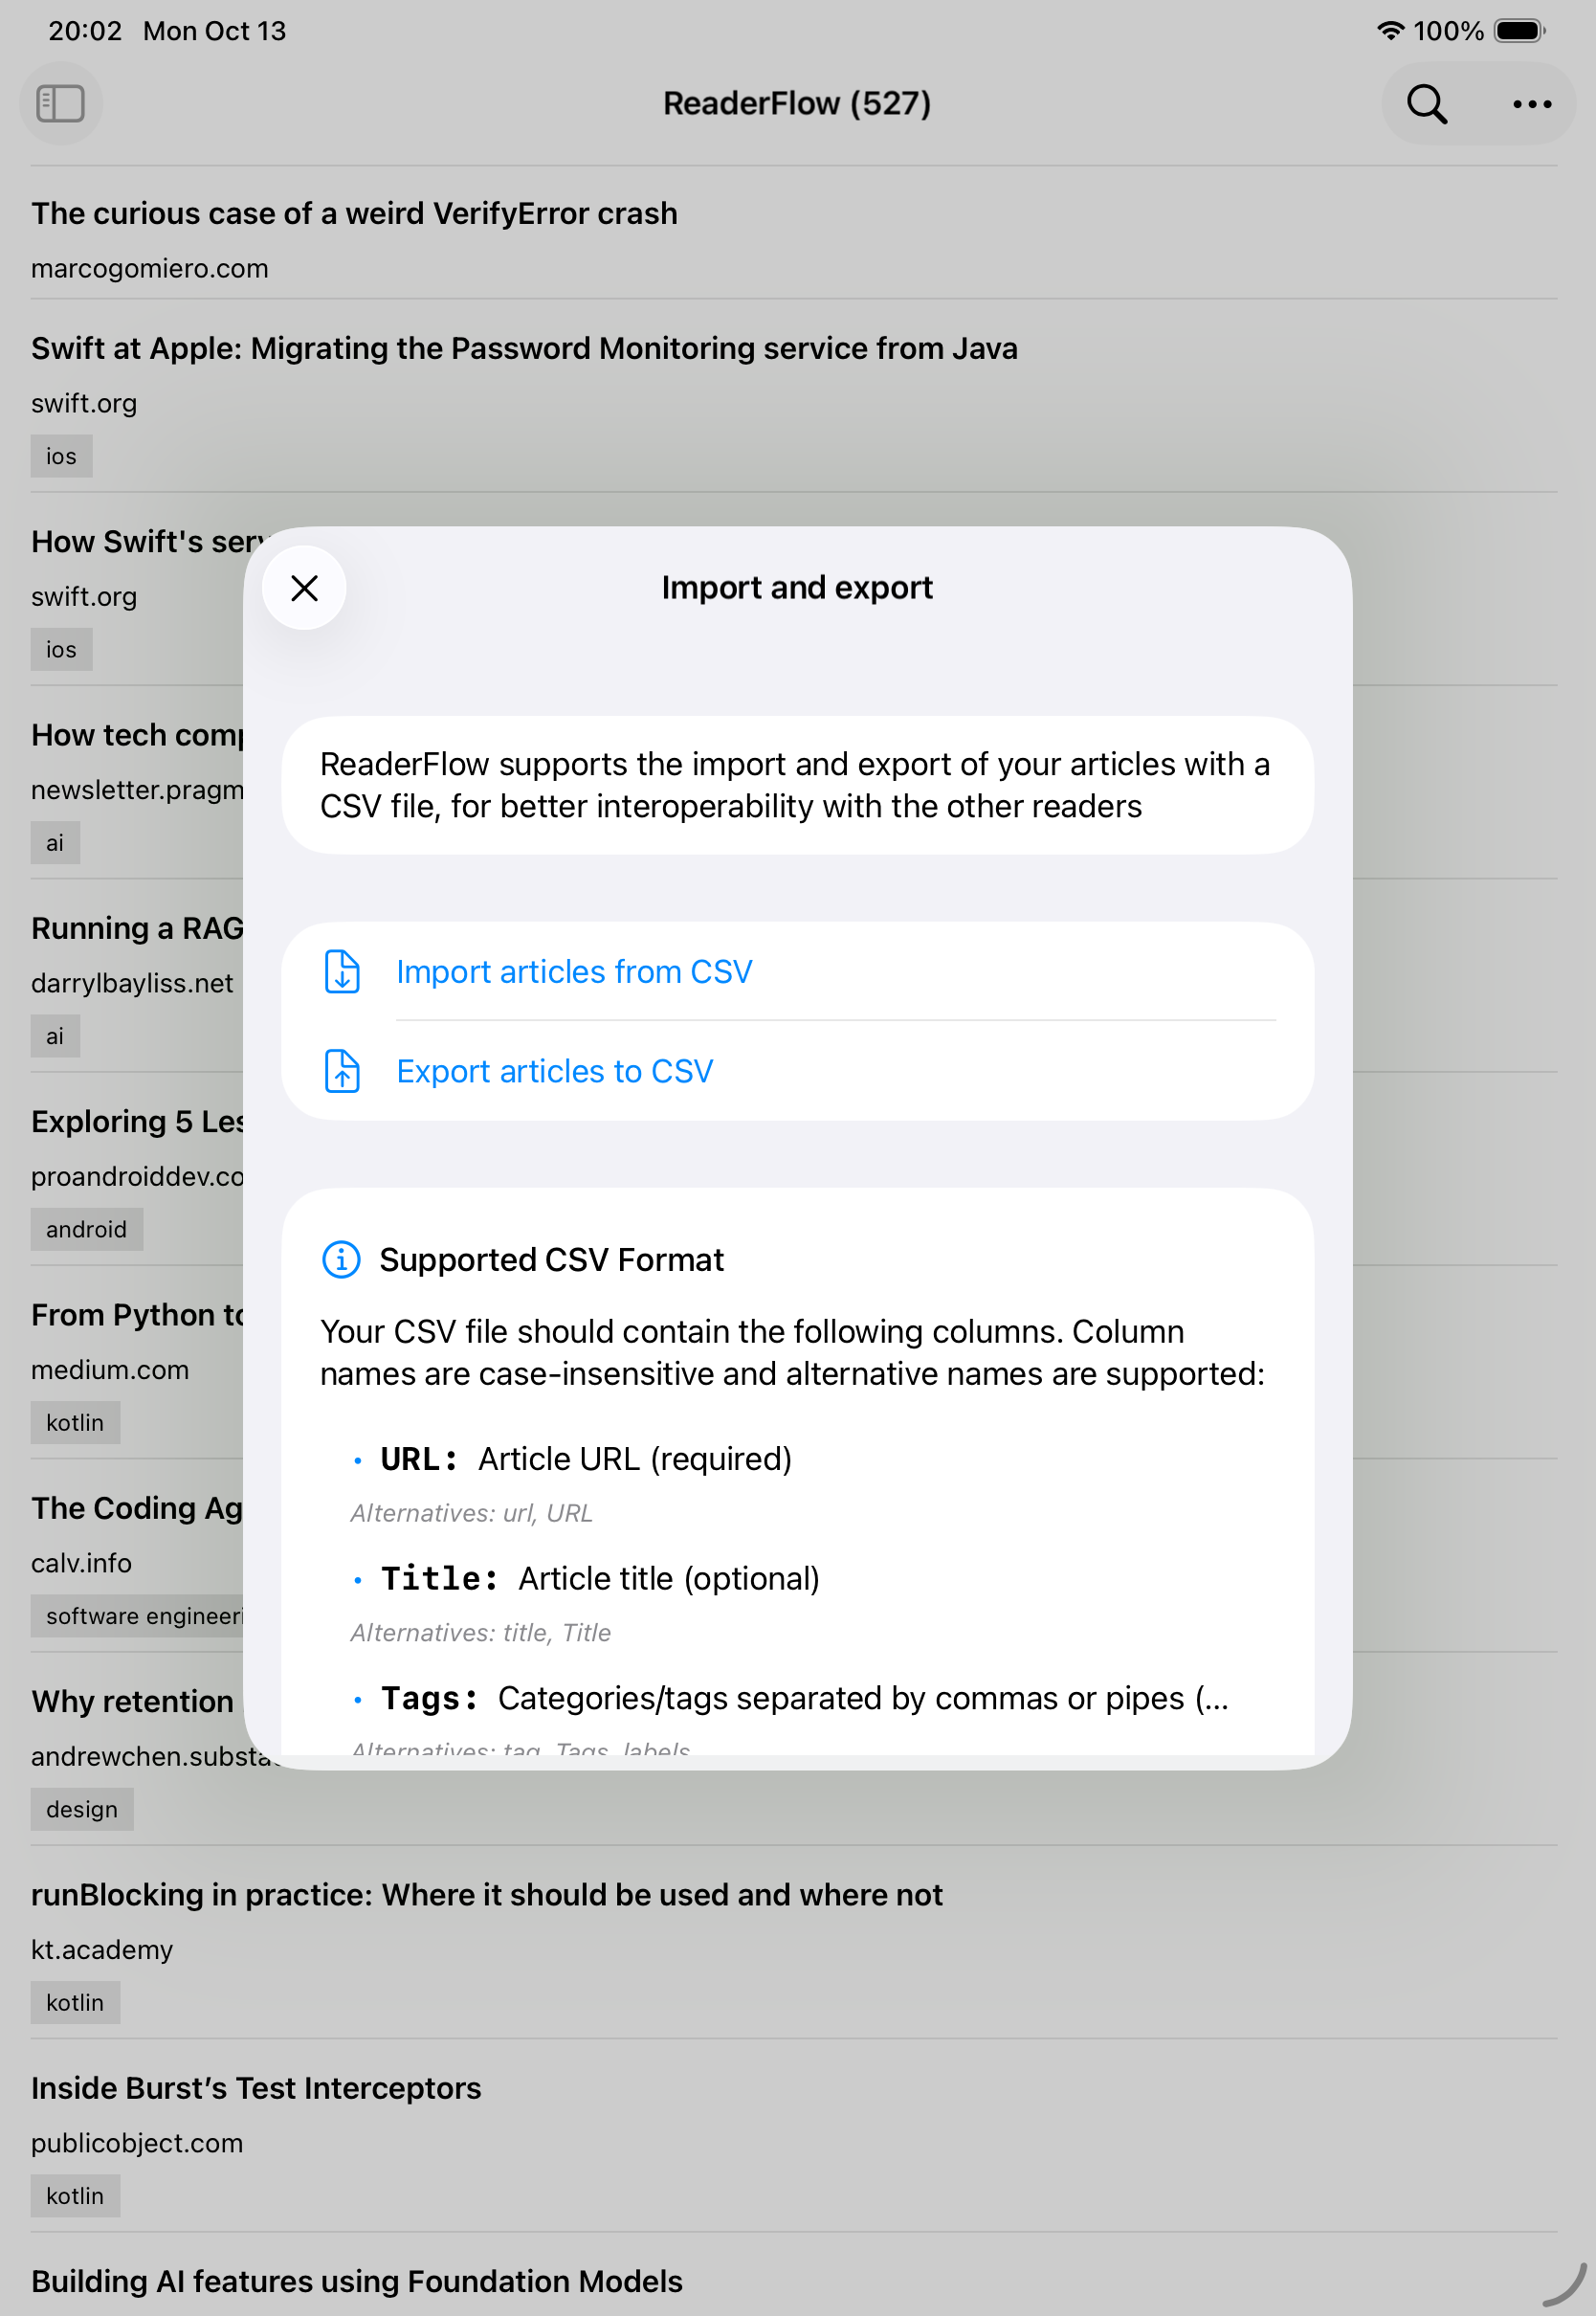 20:02 Mon Oct 13
100%
ReaderFlow (527)
The curious case of a weird VerifyError crash
marcogomiero.com
Swift at Apple: Migrating the Password Monitoring service from Java
swift.org
ios
How Swift's serv
swift.org
ios
How tech comp
newsletter.pragm
ai
Running a RAG
darrylbayliss.net
ai
Exploring 5 Les
proandroiddev.co
android
From Python to
medium.com
kotlin
The Coding Ag
calv.info
software engineeri
Why retention
andrewchen.substa
design
runBlocking in practice: Where it should be used and where not
kt.academy
kotlin
Inside Burst’s Test Interceptors
publicobject.com
kotlin
Building AI features using Foundation Models
Import and export
ReaderFlow supports the import and export of your articles with a
CSV file, for better interoperability with the other readers
Import articles from CSV
Export articles to CSV
Supported CSV Format
Your CSV file should contain the following columns. Column
names are case-insensitive and alternative names are supported:
• URL: Article URL (required)
Alternatives: url, URL
• Title: Article title (optional)
Alternatives: title, Title
• Tags: Categories/tags separated by commas or pipes (...
Alternatives: tag, Tags, labels